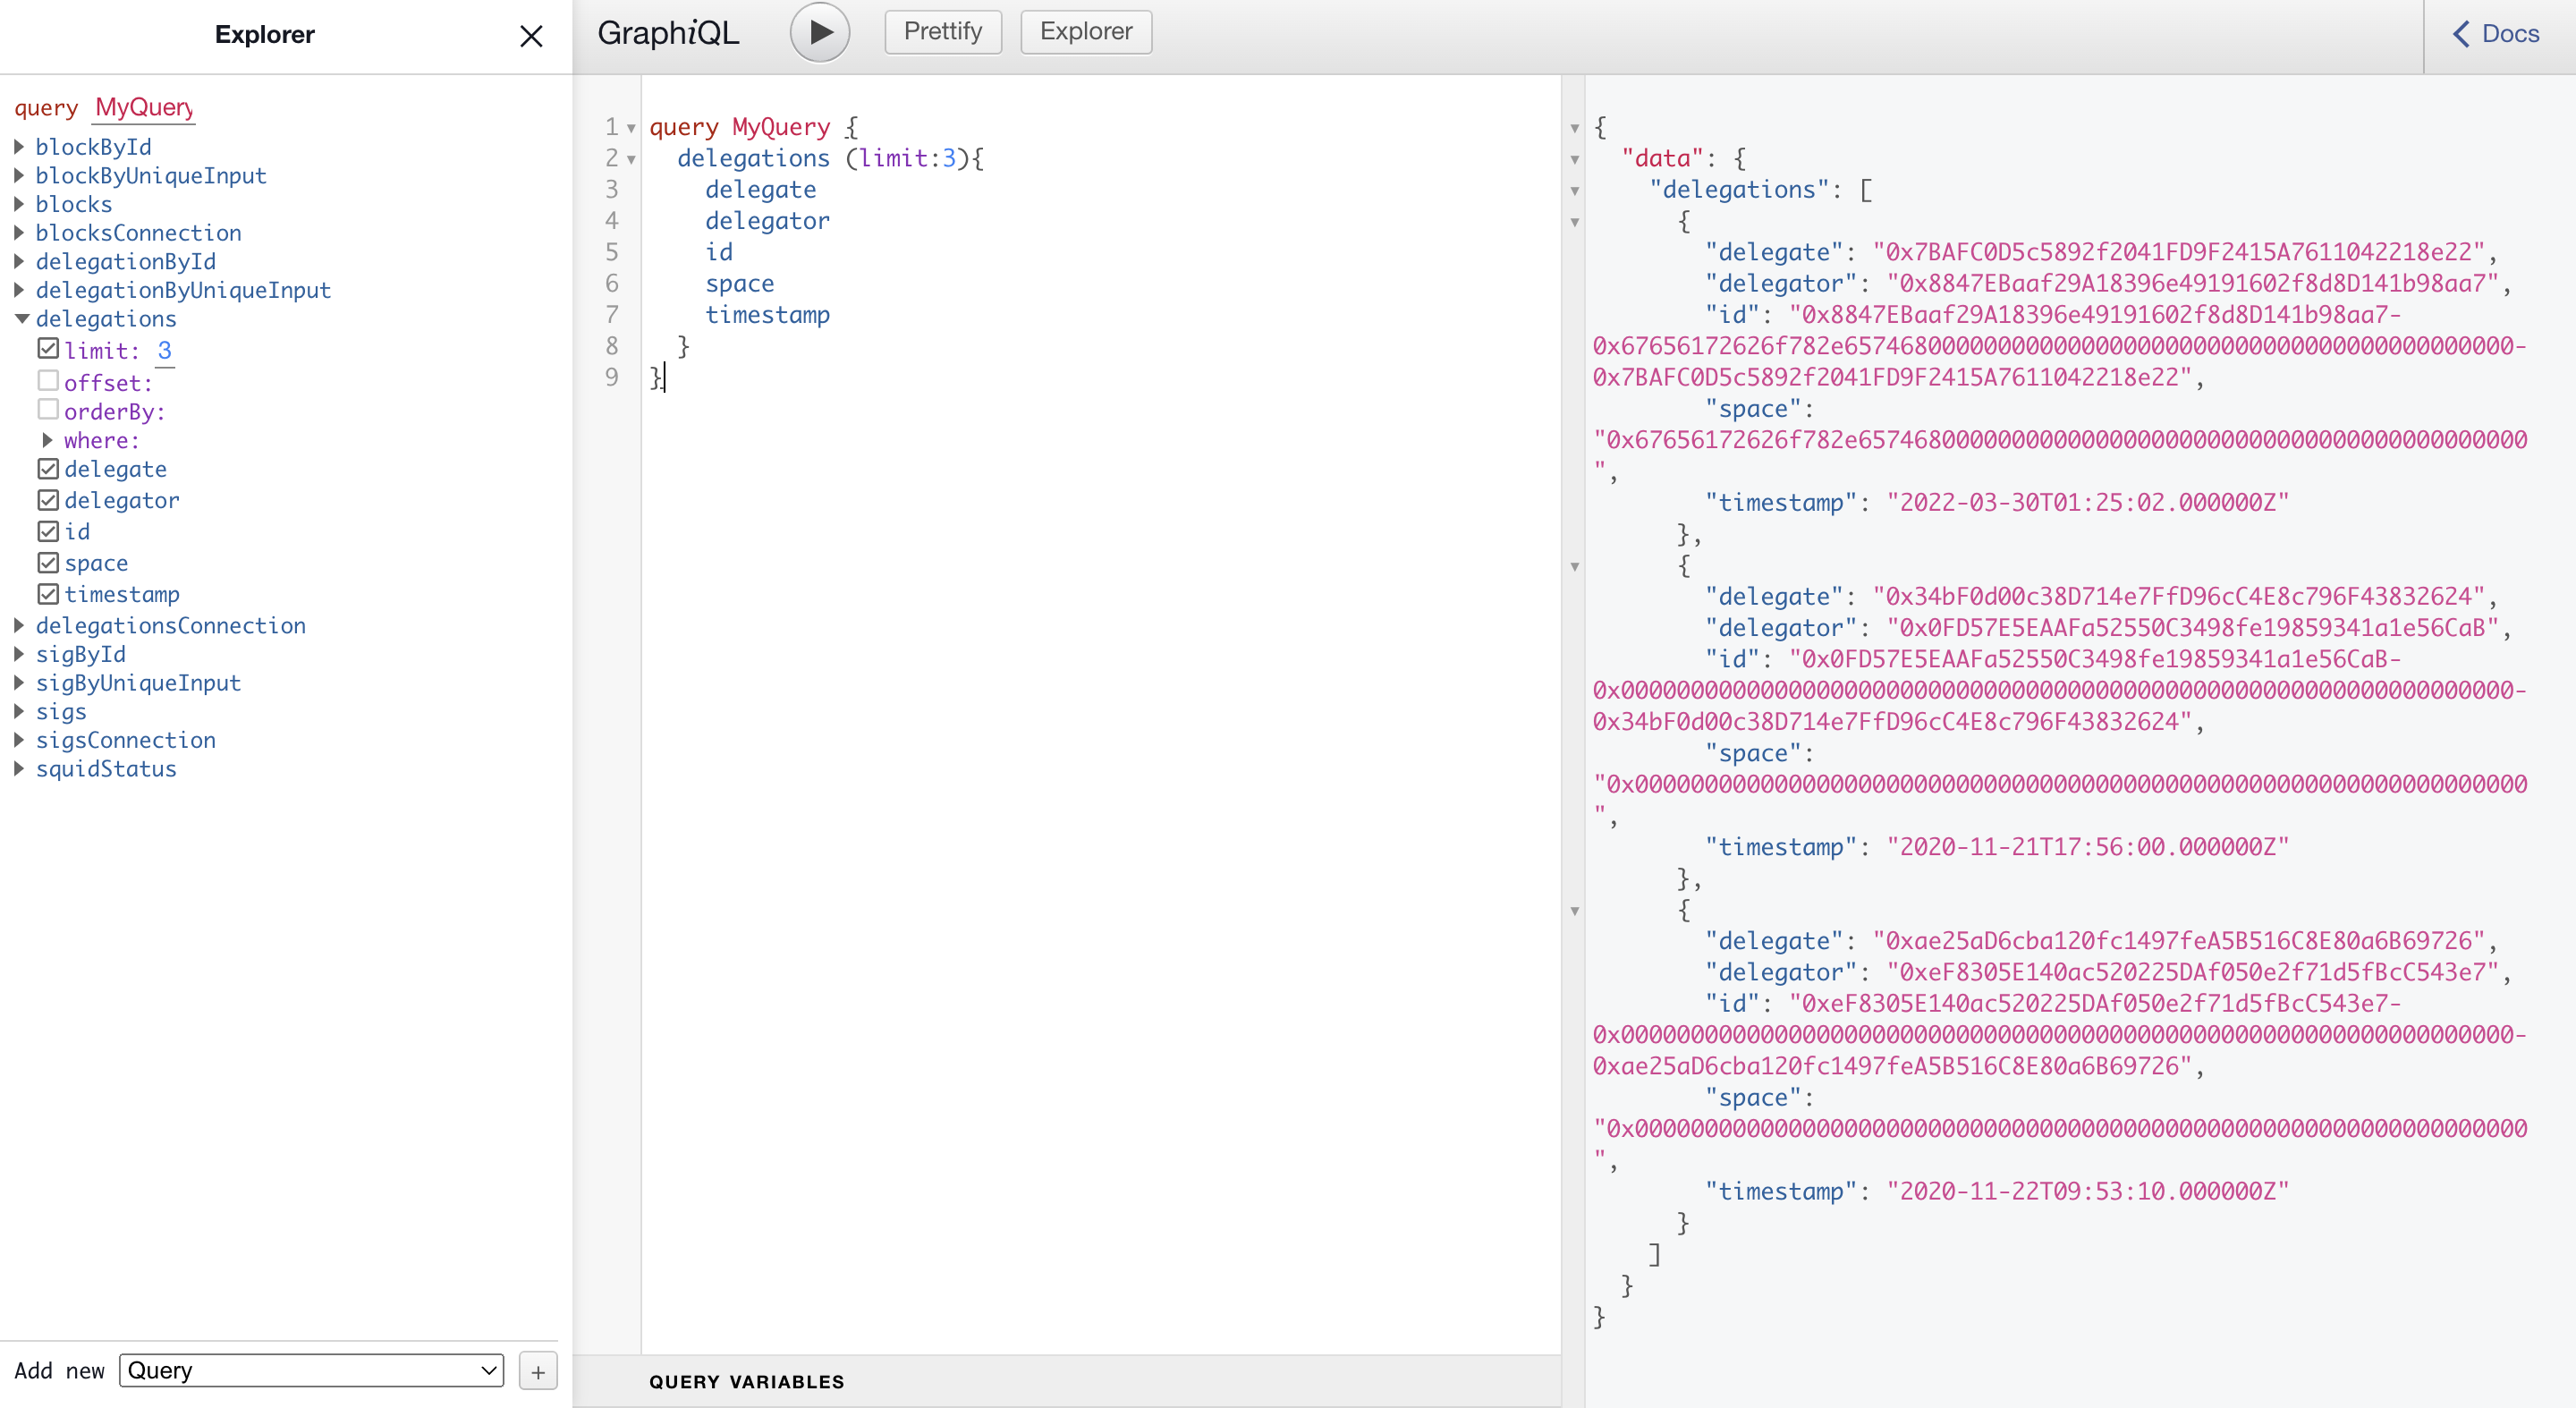 Explorer
query MyQuery
blockById
blockByUniqueInput
blocks
blocksConnection
delegationById
delegationByUniqueInput
delegations
limit: 3
offset:
orderBy:
where:
delegate
delegator
id
space
timestamp
delegationsConnection
sigById
sigByUniqueInput
sigs
sigsConnection
squidStatus
Add new Query +
GraphiQL Prettify Explorer Docs
1 query MyQuery {
2 delegations (limit:3){
3 delegate
4 delegator
5 id
6 space
7 timestamp
8 }
9 }
QUERY VARIABLES
{
"data": {
"delegations": [
{
"delegate": "0x7BAFC0D5c5892f2041FD9F2415A7611042218e22",
"delegator": "0x8847EBaaf29A18396e49191602f8d8D141b98aa7",
"id": "0x8847EBaaf29A18396e49191602f8d8D141b98aa7-
0x67656172626f782e657468000000000000000000000000000000000000000000-
0x7BAFC0D5c5892f2041FD9F2415A7611042218e22",
"space":
"0x67656172626f782e657468000000000000000000000000000000000000000000
",
"timestamp": "2022-03-30T01:25:02.000000Z"
},
{
"delegate": "0x34bF0d00c38D714e7FfD96cC4E8c796F43832624",
"delegator": "0x0FD57E5EAAFa52550C3498fe19859341a1e56CaB",
"id": "0x0FD57E5EAAFa52550C3498fe19859341a1e56CaB-
0x0000000000000000000000000000000000000000000000000000000000000000-
0x34bF0d00c38D714e7FfD96cC4E8c796F43832624",
"space":
"0x0000000000000000000000000000000000000000000000000000000000000000
",
"timestamp": "2020-11-21T17:56:00.000000Z"
},
{
"delegate": "0xae25aD6cba120fc1497feA5B516C8E80a6B69726",
"delegator": "0xeF8305E140ac520225DAf050e2f71d5fBcC543e7",
"id": "0xeF8305E140ac520225DAf050e2f71d5fBcC543e7-
0x0000000000000000000000000000000000000000000000000000000000000000-
0xae25aD6cba120fc1497feA5B516C8E80a6B69726",
"space":
"0x0000000000000000000000000000000000000000000000000000000000000000
",
"timestamp": "2020-11-22T09:53:10.000000Z"
}
]
}
}